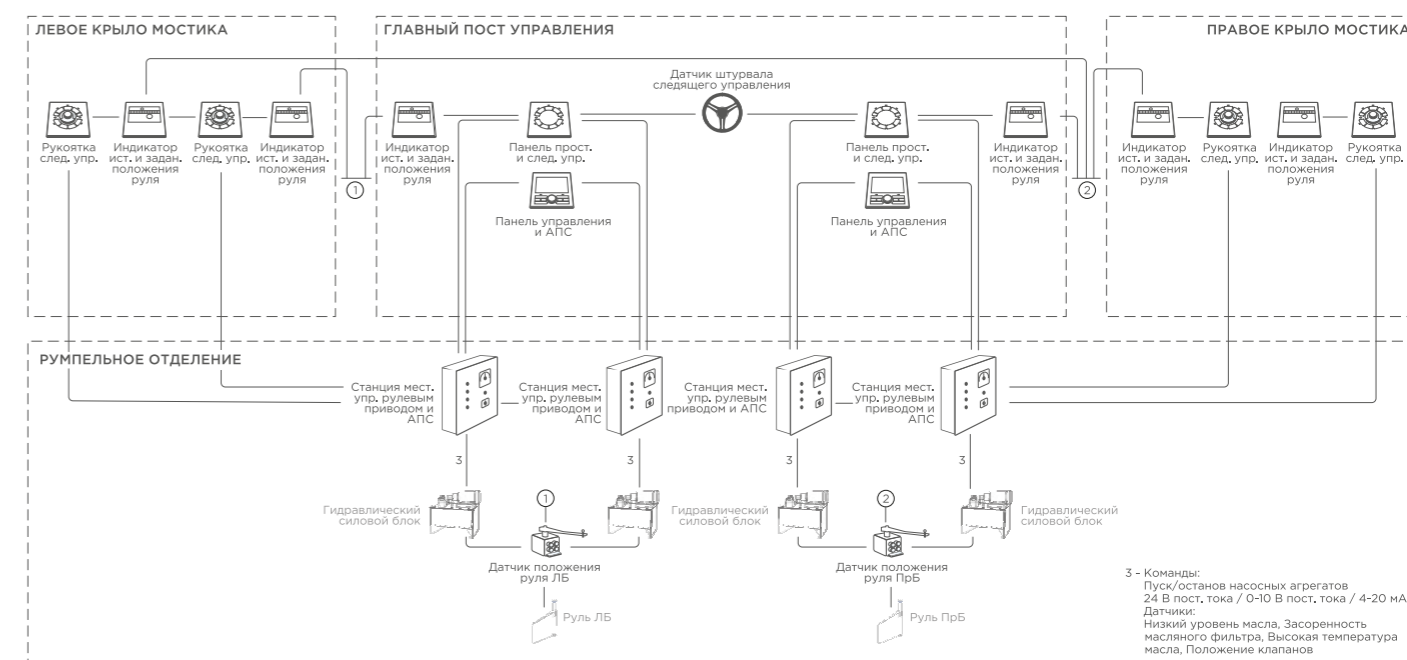 ЛЕВОЕ КРЫЛО МОСТИКА
ГЛАВНЫЙ ПОСТ УПРАВЛЕНИЯ
ПРАВОЕ КРЫЛО МОСТИКА
Датчик штурвала
следящего управления
Рукоятка
след. упр.
Индикатор
ист. и задан.
положения
руля
Рукоятка
след. упр.
Индикатор
ист. и задан.
положения
руля
1
Индикатор
ист. и задан.
положения
руля
Панель прост.
и след. упр.
Панель управления
и АПС
Панель прост.
и след. упр.
Панель управления
и АПС
Индикатор
ист. и задан.
положения
руля
2
Индикатор
ист. и задан.
положения
руля
Рукоятка
след. упр.
Индикатор
ист. и задан.
положения
руля
Рукоятка
след. упр.
РУМПЕЛЬНОЕ ОТДЕЛЕНИЕ
Станция мест.
упр. рулевым
приводом и
АПС
Станция мест.
упр. рулевым
приводом и
АПС
Станция мест.
упр. рулевым
приводом и АПС
Станция мест.
упр. рулевым
приводом и
АПС
3
3
3
3
Гидравлический
силовой блок
1
Гидравлический
силовой блок
2
Гидравлический
силовой блок
Датчик положения
руля ЛБ
Датчик положения
руля ПрБ
Руль ЛБ
Руль ПрБ
3 - Команды:
Пуск/останов насосных агрегатов
24 В пост. тока / 0-10 В пост. тока / 4-20 мА
Датчики:
Низкий уровень масла, Засоренность
масляного фильтра, Высокая температура
масла, Положение клапанов